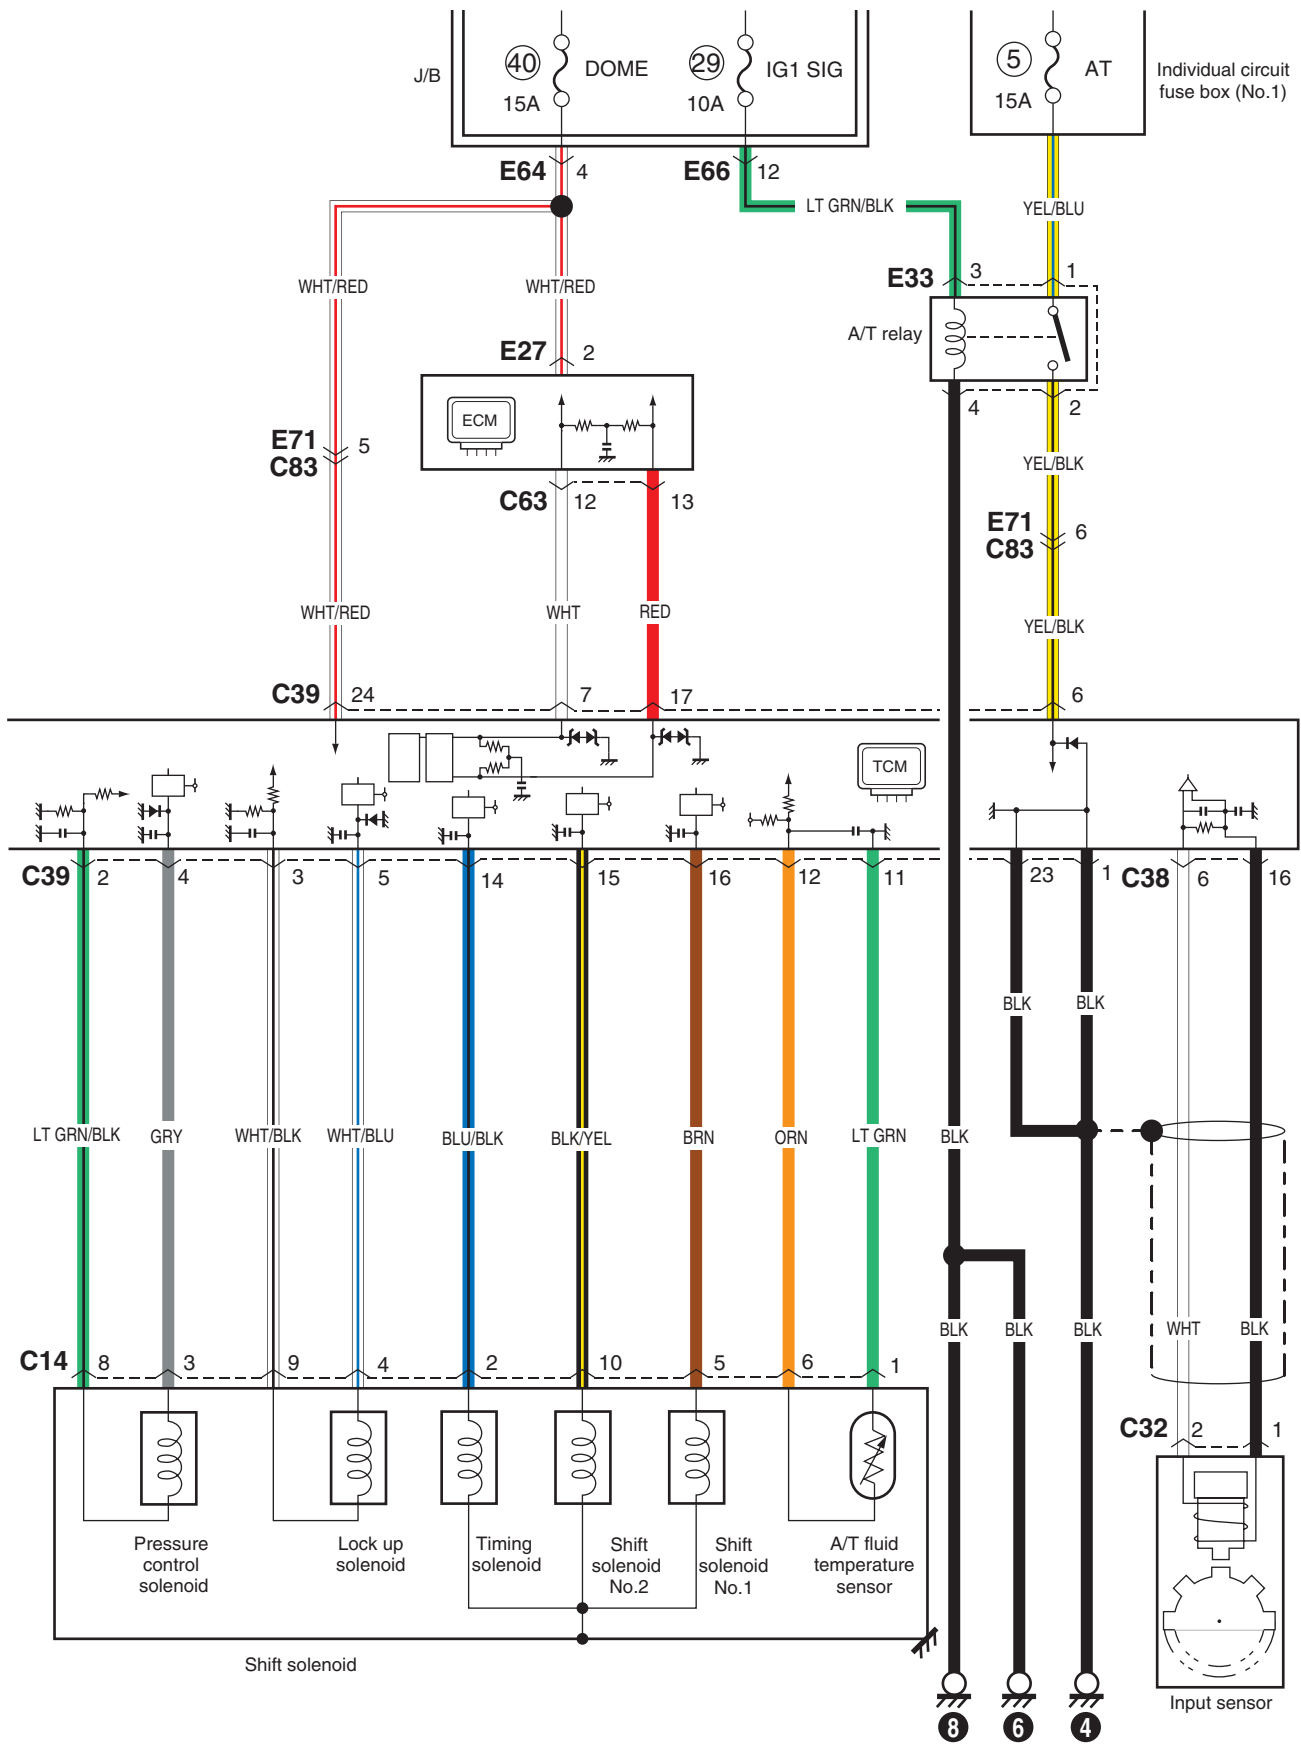 40 DOME 29 IG1 SIG 5 AT
J/B 15A 10A 15A
Individual circuit
fuse box (No.1)
E64 4 E66 12
LT GRN/BLK YEL/BLU
E33 3 1
WHT/RED WHT/RED
A/T relay
E27 2
4 2
ECM
E71
C83 5
YEL/BLK
C63 12 13
E71
C83 6
WHT/RED WHT RED YEL/BLK
C39 24 7 17 6
TCM
C39 2 4 3 5 14 15 16 12 11 23 1 C38 6 16
BLK BLK
LT GRN/BLK GRY WHT/BLK WHT/BLU BLU/BLK BLK/YEL BRN ORN LT GRN BLK
BLK BLK BLK WHT BLK
C14 8 3 9 4 2 10 5 6 1
C32 2 1
Pressure
control
solenoid
Lock up
solenoid
Timing
solenoid
Shift
solenoid
No.2
Shift
solenoid
No.1
A/T fluid
temperature
sensor
Shift solenoid
Input sensor
8 6 4